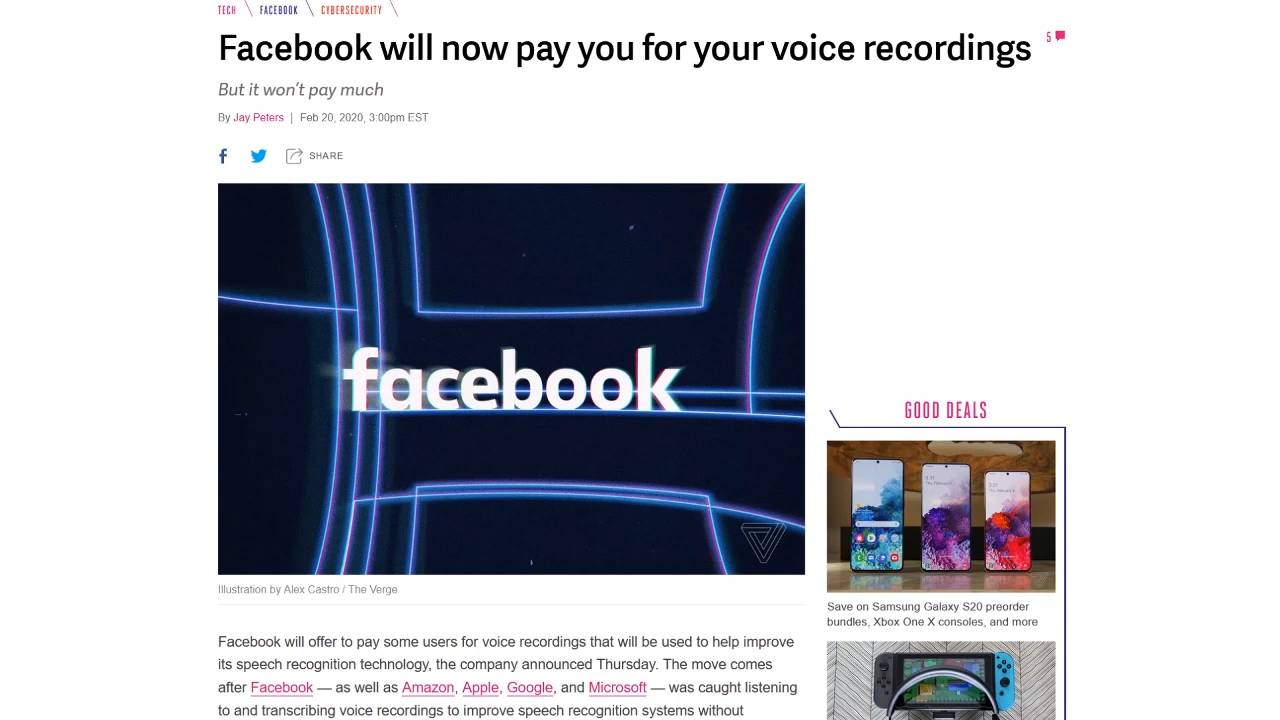 TECH FACEBOOK CYBERSECURITY
Facebook will now pay you for your voice recordings
5
But it won't pay much
By Jay Peters | Feb 20, 2020, 3:00pm EST
SHARE
facebook
Illustration by Alex Castro / The Verge
Facebook will offer to pay some users for voice recordings that will be used to help improve
its speech recognition technology, the company announced Thursday. The move comes
after Facebook — as well as Amazon, Apple, Google, and Microsoft — was caught listening
to and transcribing voice recordings to improve speech recognition systems without
GOOD DEALS
Save on Samsung Galaxy S20 preorder
bundles, Xbox One X consoles, and more